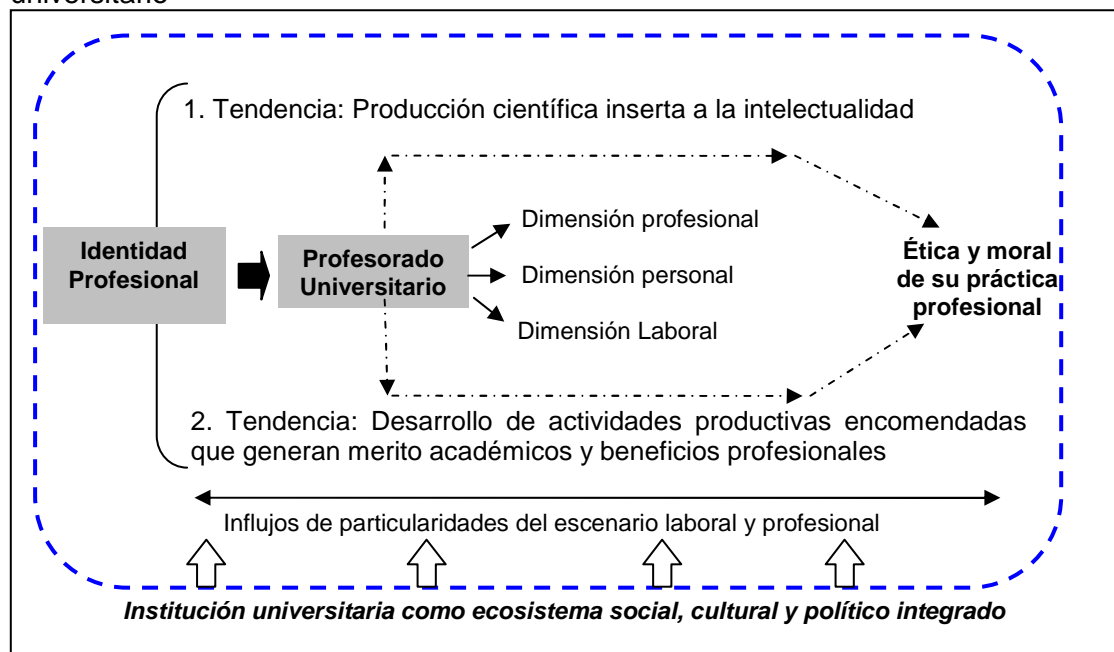 universitario
1. Tendencia: Producción científica inserta a la intelectualidad
Identidad
Profesional
Profesorado
Universitario
Dimensión profesional
Dimensión personal
Dimensión Laboral
Ética y moral
de su práctica
profesional
2. Tendencia: Desarrollo de actividades productivas encomendadas
que generan merito académicos y beneficios profesionales
Influjos de particularidades del escenario laboral y profesional
Institución universitaria como ecosistema social, cultural y político integrado